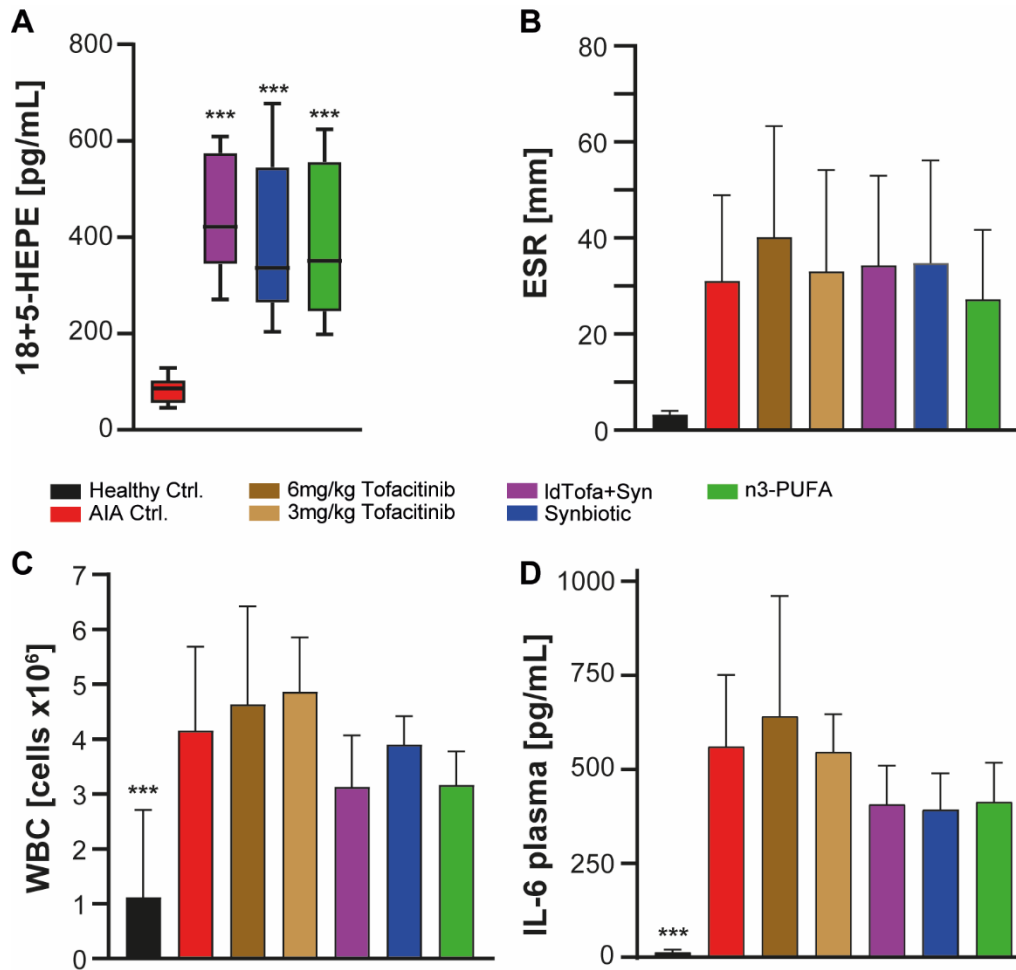 A
18+5-HEPE [pg/mL]
800
600
400
200
0
***
***
***
B
ESR [mm]
80
60
40
20
0
Healthy Ctrl.
AIA Ctrl.
6mg/kg Tofacitinib
3mg/kg Tofacitinib
ldTofa+Syn
Synbiotic
n3-PUFA
C
WBC [cells x10⁶]
7
6
5
4
3
2
1
0
***
D
IL-6 plasma [pg/mL]
1000
750
500
250
0
***